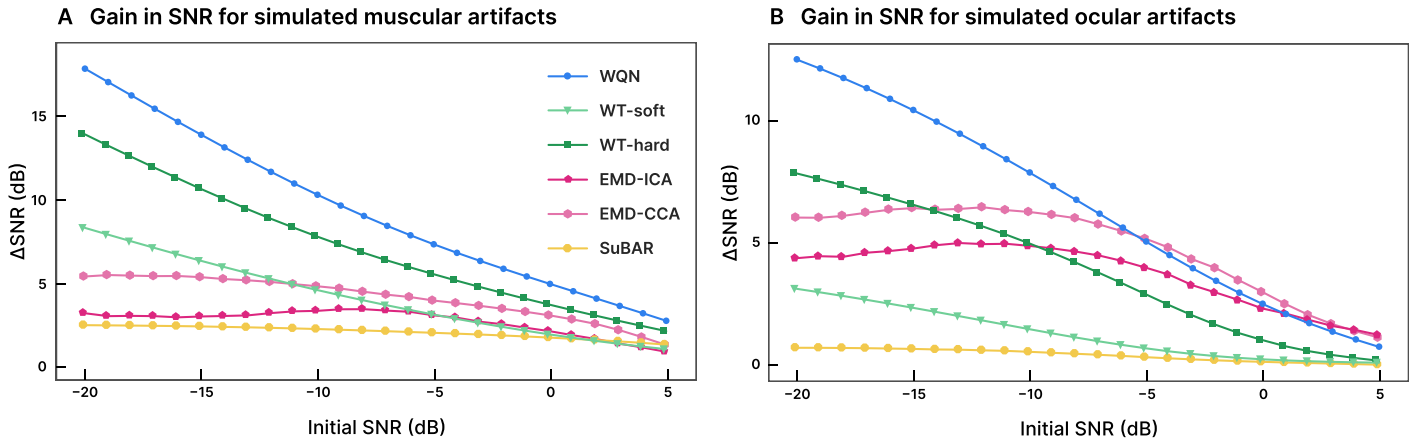 A Gain in SNR for simulated muscular artifacts
ΔSNR (dB)
15
10
5
0
−20
−15
−10
−5
0
5
Initial SNR (dB)
WQN
WT-soft
WT-hard
EMD-ICA
EMD-CCA
SuBAR
B Gain in SNR for simulated ocular artifacts
ΔSNR (dB)
10
5
0
−20
−15
−10
−5
0
5
Initial SNR (dB)